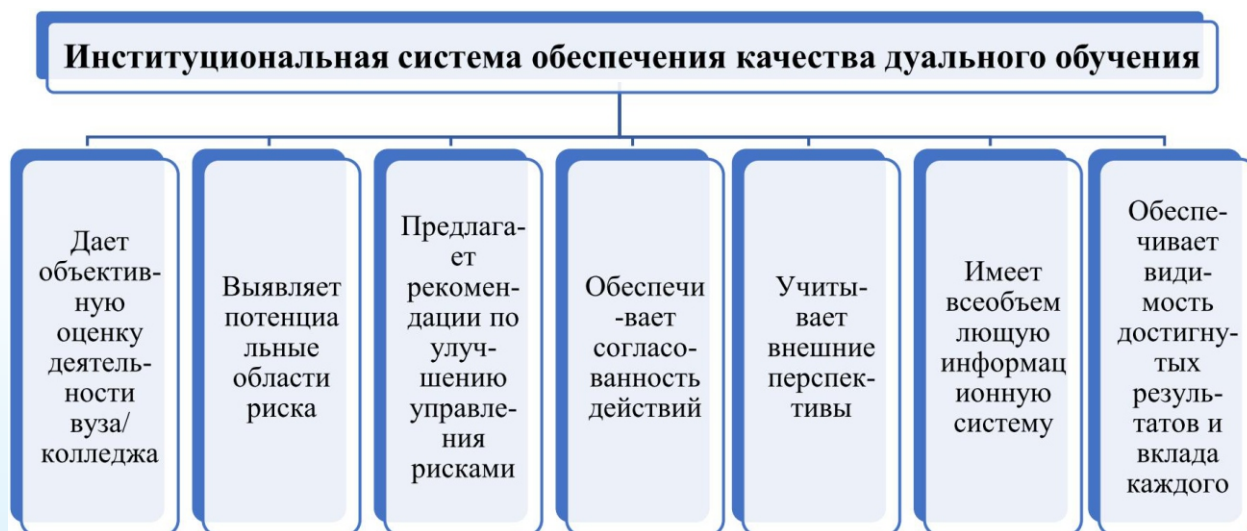 Институциональная система обеспечения качества дуального обучения
Дает
объектив-
ную
оценку
деятель-
ности
вуза/
колледжа
Выявляет
потенциа
льные
области
риска
Предлага-
ет
рекомен-
дации по
улуч-
шению
управле-
ния
рисками
Обеспечи
-вает
согласо-
ванность
действий
Учиты-
вает
внешние
перспек-
тивы
Имеет
всеобъем
лющую
информац
ионную
систему
Обеспе-
чивает
види-
мость
достигну-
тых
резуль-
татов и
вклада
каждого